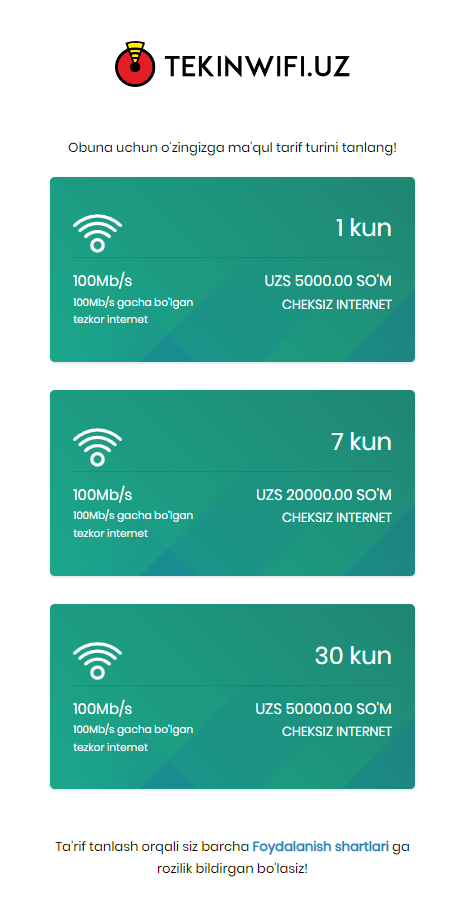 TEKINWIFI.UZ
Obuna uchun o'zingizga ma'qul tarif turini tanlang!
1 kun
100Mb/s
UZS 5000.00 SO'M
100Mb/s gacha bo'lgan
tezkor internet
CHEKSIZ INTERNET
7 kun
100Mb/s
UZS 20000.00 SO'M
100Mb/s gacha bo'lgan
tezkor internet
CHEKSIZ INTERNET
30 kun
100Mb/s
UZS 50000.00 SO'M
100Mb/s gacha bo'lgan
tezkor internet
CHEKSIZ INTERNET
Ta'rif tanlash orqali siz barcha Foydalanish shartlari ga
rozilik bildirgan bo'lasiz!